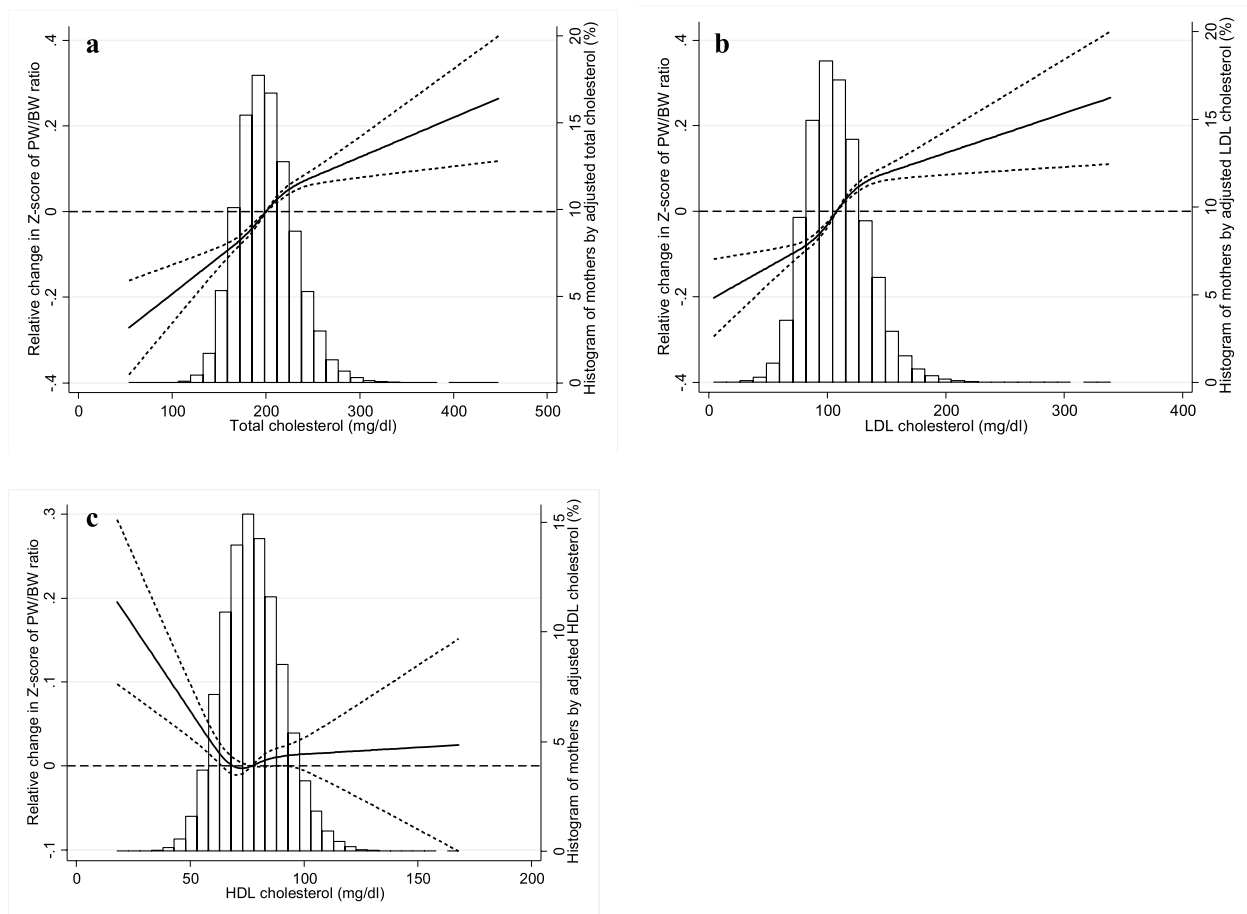 a
Relative change in Z-score of PW/BW ratio
.4
.2
0
-.2
-.4
Histogram of mothers by adjusted total cholesterol (%)
20
15
10
5
0
0 100 200 300 400 500
Total cholesterol (mg/dl)
b
Relative change in Z-score of PW/BW ratio
.4
.2
0
-.2
-.4
Histogram of mothers by adjusted LDL cholesterol (%)
20
15
10
5
0
0 100 200 300 400
LDL cholesterol (mg/dl)
c
Relative change in Z-score of PW/BW ratio
.3
.2
.1
0
-.1
Histogram of mothers by adjusted HDL cholesterol (%)
15
10
5
0
0 50 100 150 200
HDL cholesterol (mg/dl)